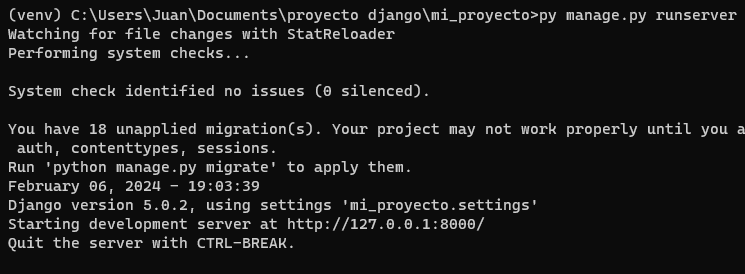 (venv) C:\Users\Juan\Documents\proyecto django\mi_proyecto>py manage.py runserver
Watching for file changes with StatReloader
Performing system checks...
System check identified no issues (0 silenced).
You have 18 unapplied migration(s). Your project may not work properly until you a
auth, contenttypes, sessions.
Run 'python manage.py migrate' to apply them.
February 06, 2024 - 19:03:39
Django version 5.0.2, using settings 'mi_proyecto.settings'
Starting development server at http://127.0.0.1:8000/
Quit the server with CTRL-BREAK.